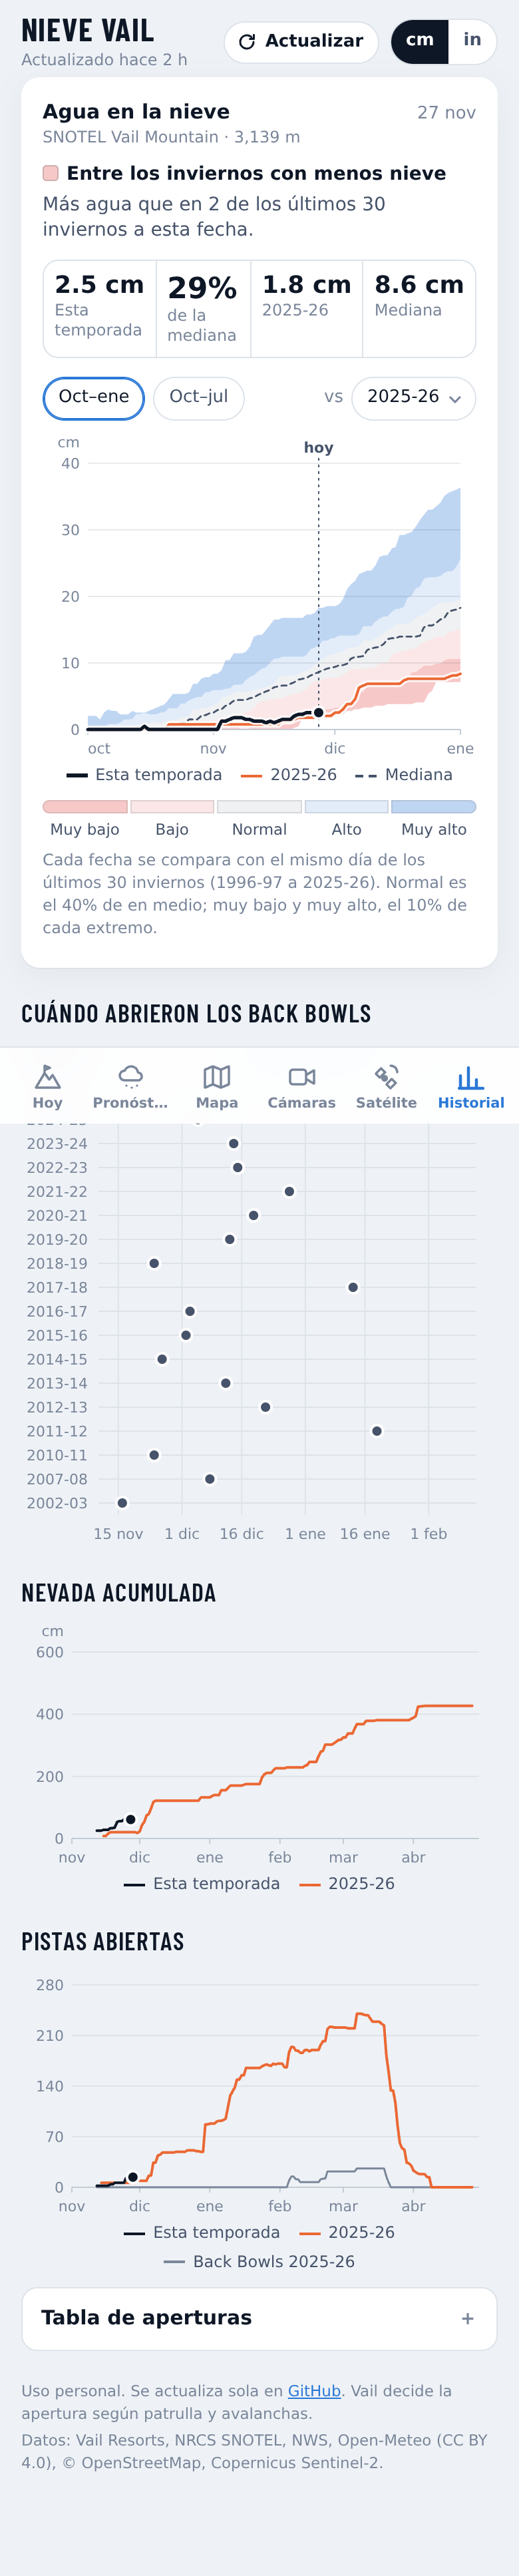 NIEVE VAIL
Actualizado hace 2 h
Actualizar
cm
in
Agua en la nieve
27 nov
SNOTEL Vail Mountain · 3,139 m
Entre los inviernos con menos nieve
Más agua que en 2 de los últimos 30
inviernos a esta fecha.
2.5 cm
Esta
temporada
29%
de la
mediana
1.8 cm
2025-26
8.6 cm
Mediana
Oct–ene
Oct–jul
vs
2025-26
cm
hoy
40
30
20
10
0
oct
nov
dic
ene
Esta temporada
2025-26
Mediana
Muy bajo
Bajo
Normal
Alto
Muy alto
Cada fecha se compara con el mismo día de los
últimos 30 inviernos (1996-97 a 2025-26). Normal es
el 40% de en medio; muy bajo y muy alto, el 10% de
cada extremo.
CUÁNDO ABRIERON LOS BACK BOWLS
Hoy
Pronóst...
Mapa
Cámaras
Satélite
Historial
2023-24
2022-23
2021-22
2020-21
2019-20
2018-19
2017-18
2016-17
2015-16
2014-15
2013-14
2012-13
2011-12
2010-11
2007-08
2002-03
15 nov
1 dic
16 dic
1 ene
16 ene
1 feb
NEVADA ACUMULADA
cm
600
400
200
0
nov
dic
ene
feb
mar
abr
Esta temporada
2025-26
PISTAS ABIERTAS
280
210
140
70
0
nov
dic
ene
feb
mar
abr
Esta temporada
2025-26
Back Bowls 2025-26
Tabla de aperturas
+
Uso personal. Se actualiza sola en GitHub. Vail decide la
apertura según patrulla y avalanchas.
Datos: Vail Resorts, NRCS SNOTEL, NWS, Open-Meteo (CC BY
4.0), © OpenStreetMap, Copernicus Sentinel-2.